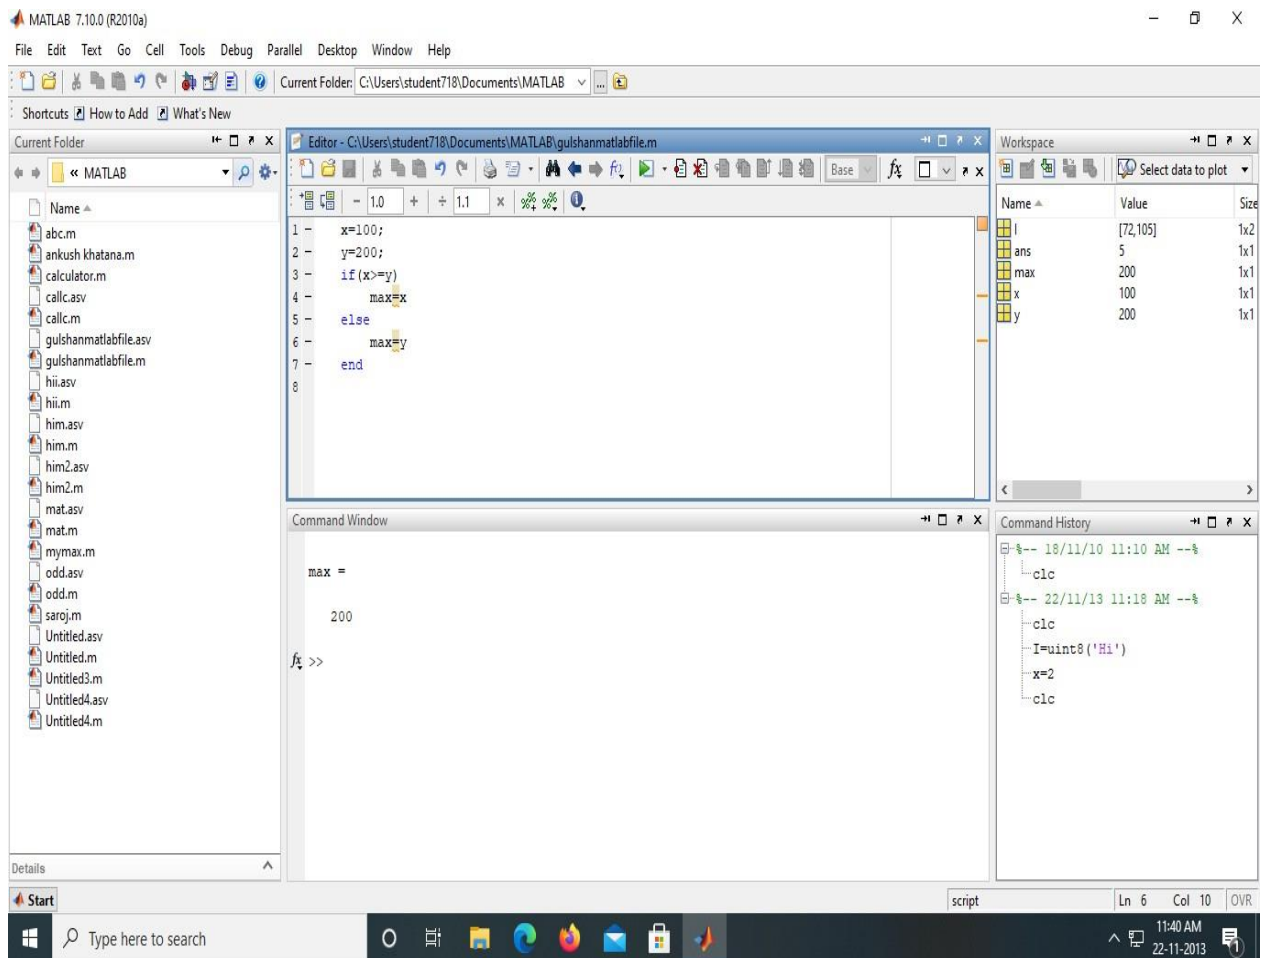 MATLAB 7.10.0 (R2010a)
File Edit Text Go Cell Tools Debug Parallel Desktop Window Help
Current Folder: C:\Users\student718\Documents\MATLAB
Shortcuts How to Add What's New
Current Folder
« MATLAB
Name
abc.m
ankush khatana.m
calculator.m
callc.asv
callc.m
gulshanmatlabfile.asv
gulshanmatlabfile.m
hii.asv
hii.m
him.asv
him.m
him2.asv
him2.m
mat.asv
mat.m
mymax.m
odd.asv
odd.m
saroj.m
Untitled.asv
Untitled.m
Untitled3.m
Untitled4.asv
Untitled4.m
Details
Editor - C:\Users\student718\Documents\MATLAB\gulshanmatlabfile.m
Base fx
- 1.0 + ÷ 1.1 ×
1 - x=100;
2 - y=200;
3 - if(x>=y)
4 - max=x
5 - else
6 - max=y
7 - end
8
Command Window
max =
200
fx >>
Workspace
Select data to plot
Name Value Size
I [72,105] 1x2
ans 5 1x1
max 200 1x1
x 100 1x1
y 200 1x1
Command History
%-- 18/11/10 11:10 AM --%
clc
%-- 22/11/13 11:18 AM --%
clc
I=uint8('Hi')
x=2
clc
Start
script Ln 6 Col 10 OVR
Type here to search
11:40 AM
22-11-2013
1